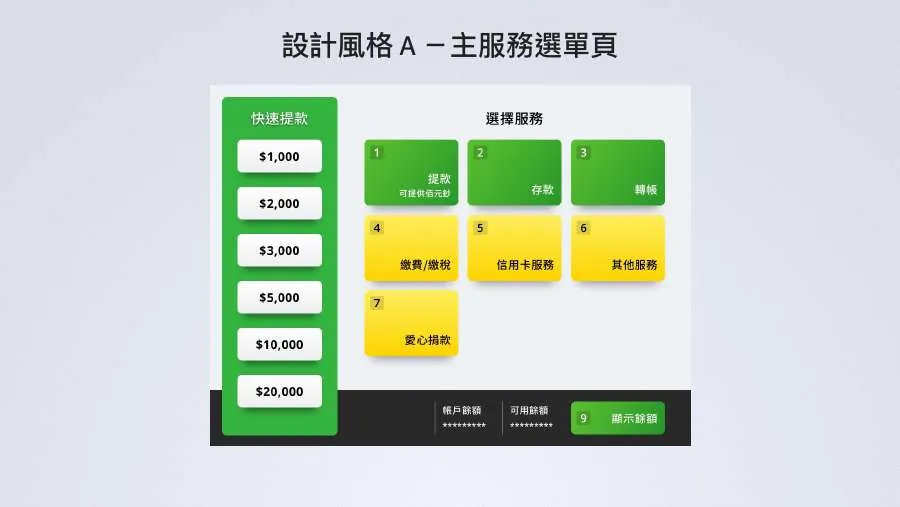 設計風格 A － 主服務選單頁
快速提款
$1,000
$2,000
$3,000
$5,000
$10,000
$20,000
選擇服務
1
提款
可提供佰元鈔
2
存款
3
轉帳
4
繳費/繳稅
5
信用卡服務
6
其他服務
7
愛心捐款
帳戶餘額
*********
可用餘額
*********
9
顯示餘額